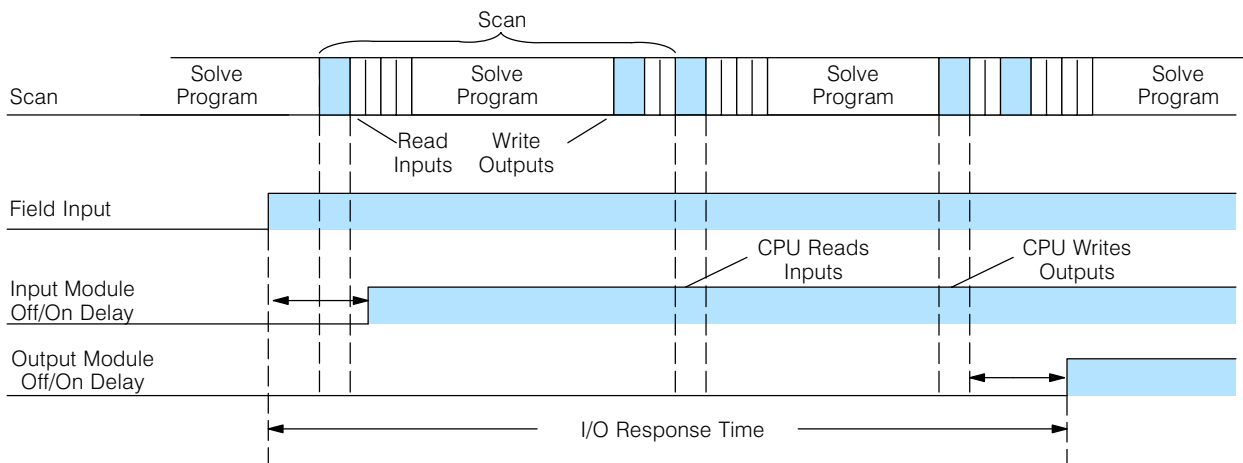 Scan
Scan
Solve
Program
Solve
Program
Solve
Program
Solve
Program
Read
Inputs
Write
Outputs
Field Input
CPU Reads
Inputs
CPU Writes
Outputs
Input Module
Off/On Delay
Output Module
Off/On Delay
I/O Response Time